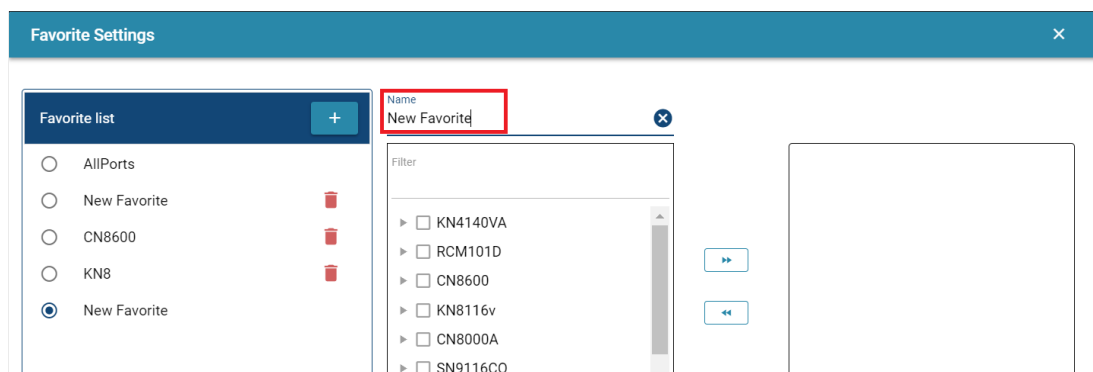 Favorite Settings
Favorite list
+
AllPorts
New Favorite
CN8600
KN8
New Favorite
Name
New Favorite
Filter
KN4140VA
RCM101D
CN8600
KN8116v
CN8000A
SN9116CO